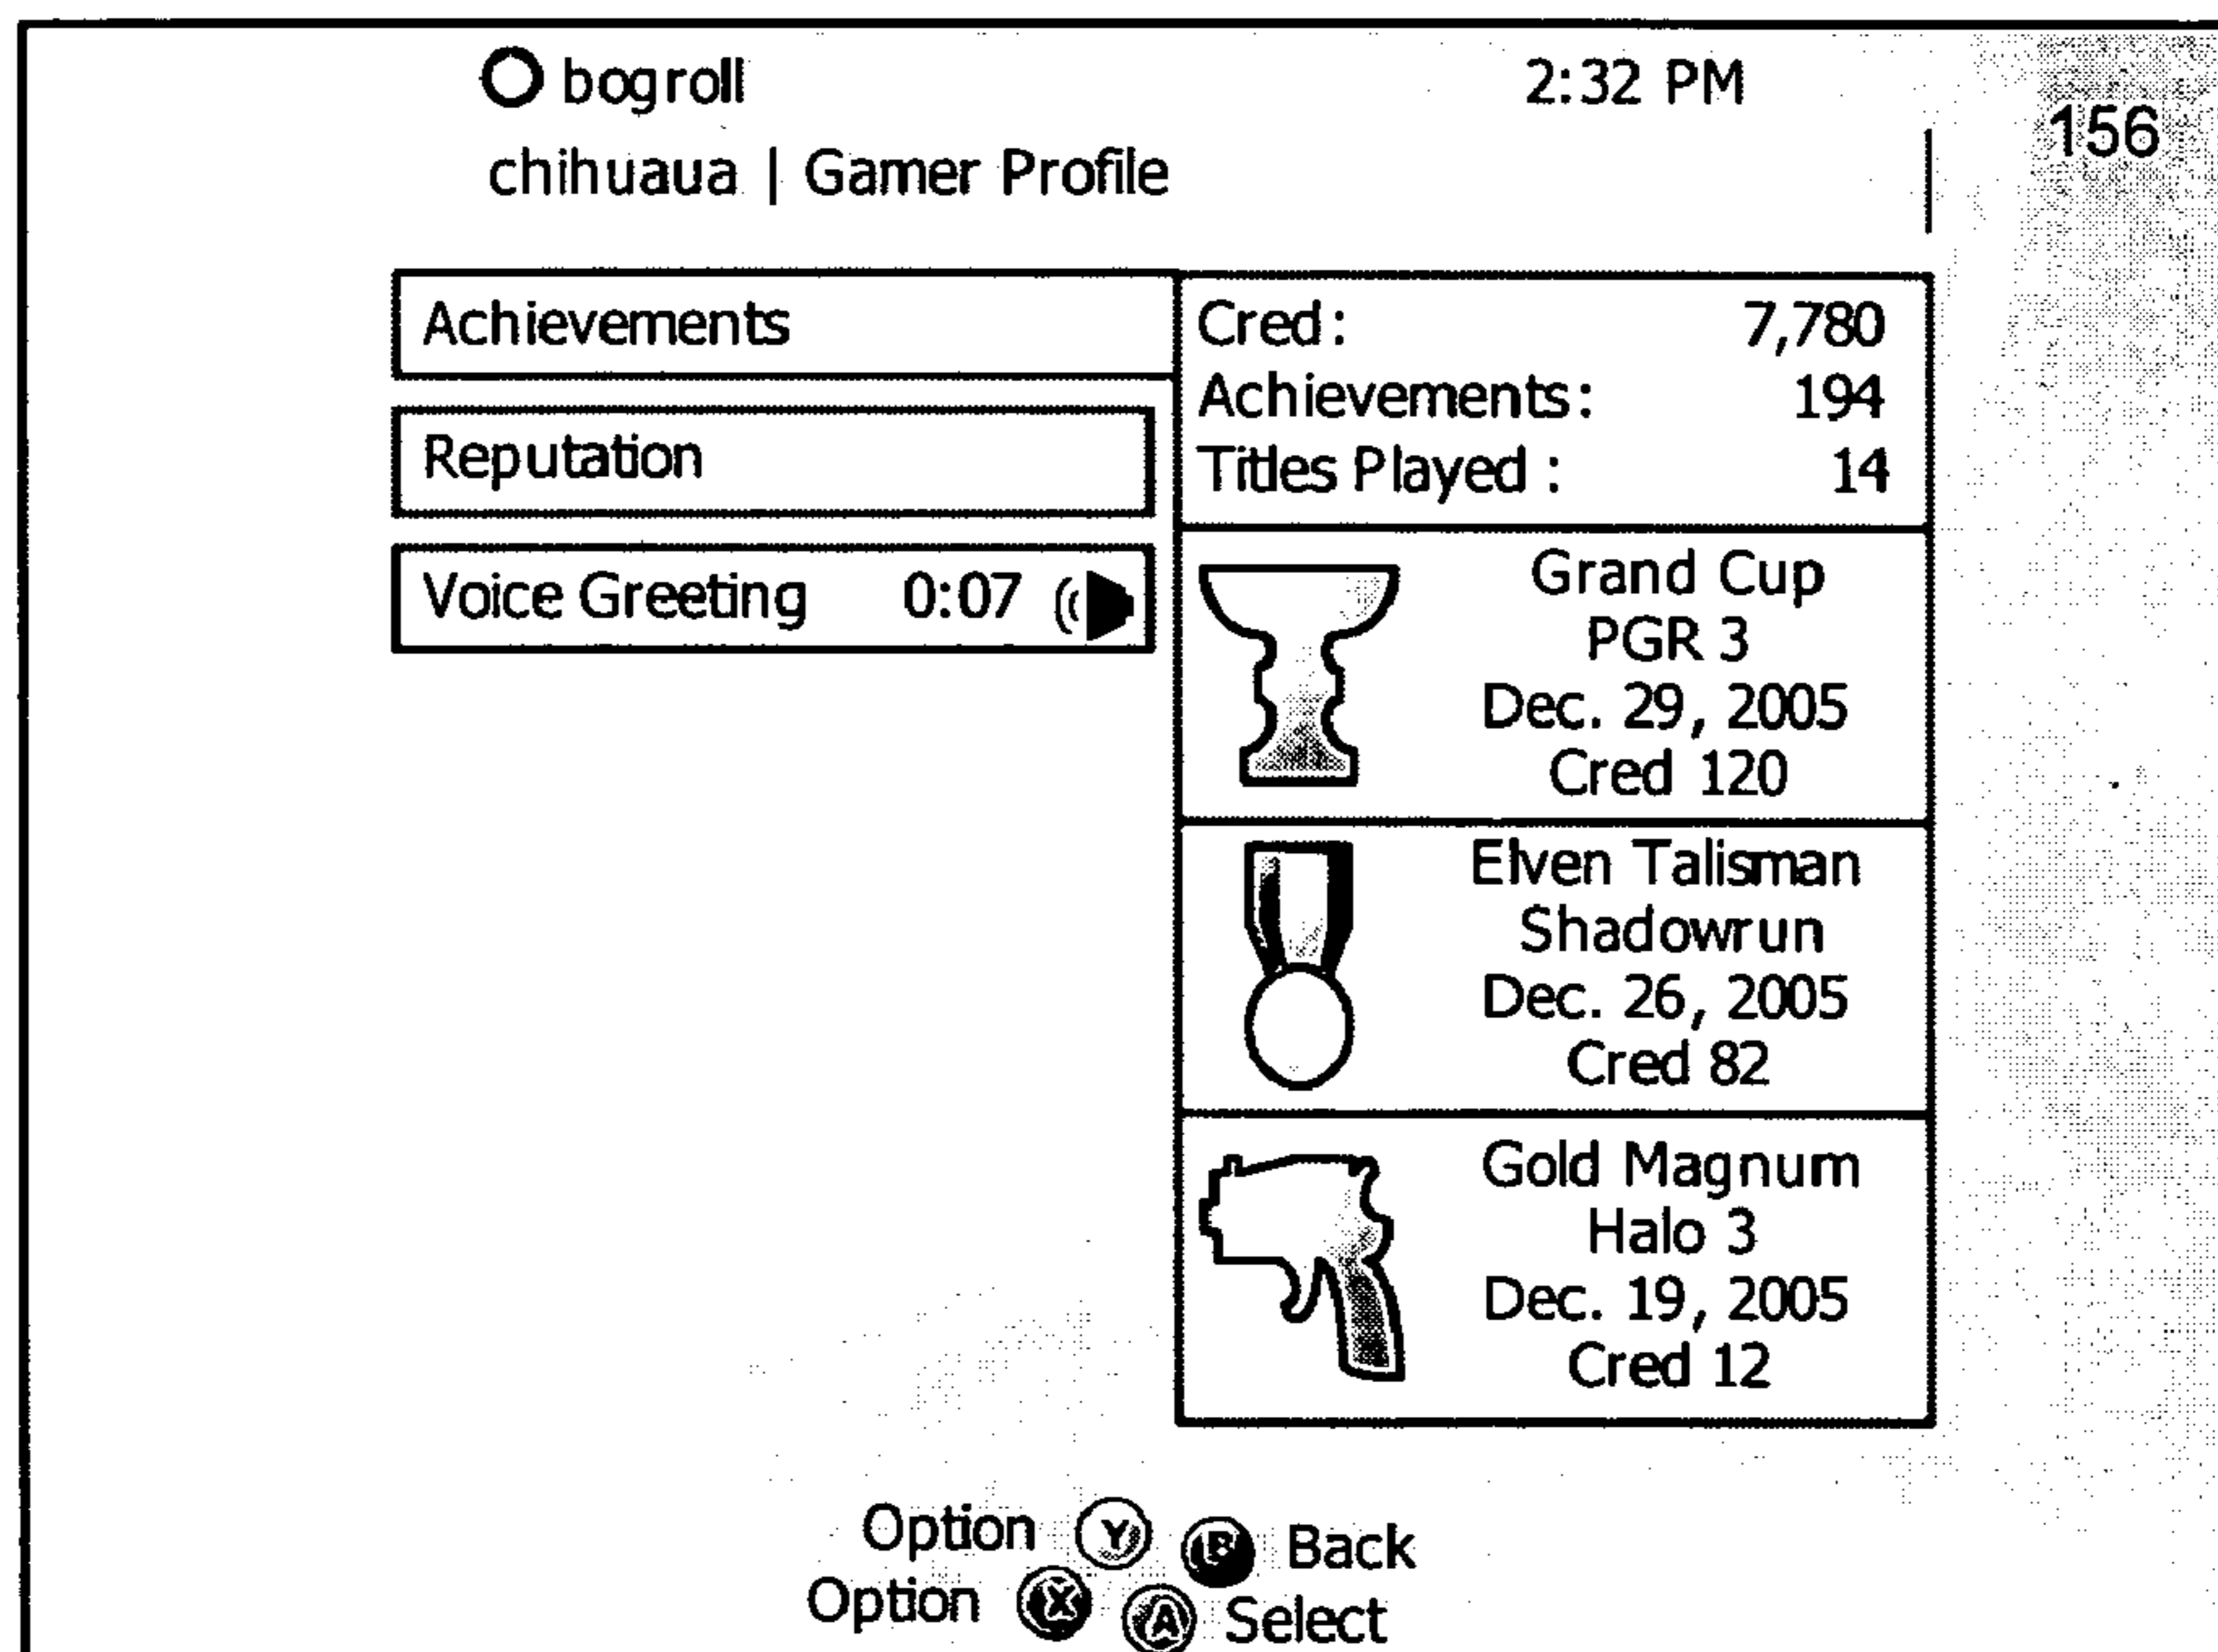 bogroll 2:32 PM
156
chihuaua | Gamer Profile
Achievements
Reputation
Voice Greeting 0:07
Cred: 7,780
Achievements: 194
Titles Played : 14
Grand Cup
PGR 3
Dec. 29, 2005
Cred 120
Elven Talisman
Shadowrun
Dec. 26, 2005
Cred 82
Gold Magnum
Halo 3
Dec. 19, 2005
Cred 12
Option Y B Back
Option X A Select